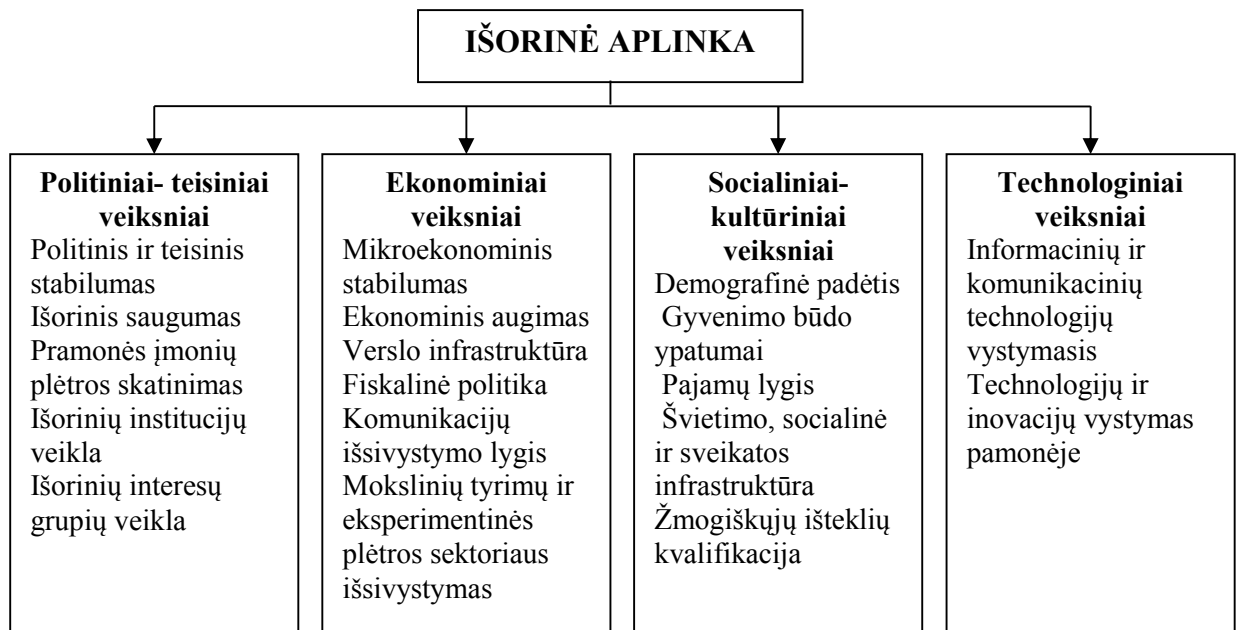 IŠORINĖ APLINKA
Politiniai- teisiniai
veiksniai
Politinis ir teisinis
stabilumas
Išorinis saugumas
Pramonės įmonių
plėtros skatinimas
Išorinių institucijų
veikla
Išorinių interesų
grupių veikla
Ekonominiai
veiksniai
Mikroekonominis
stabilumas
Ekonominis augimas
Verslo infrastruktūra
Fiskalinė politika
Komunikacijų
išsivystymo lygis
Mokslinių tyrimų ir
eksperimentinės
plėtros sektoriaus
išsivystymas
Socialiniai-
kultūriniai
veiksniai
Demografinė padėtis
Gyvenimo būdo
ypatumai
Pajamų lygis
Švietimo, socialinė
ir sveikatos
infrastruktūra
Žmogiškųjų išteklių
kvalifikacija
Technologiniai
veiksniai
Informacinių ir
komunikacinių
technologijų
vystymasis
Technologijų ir
inovacijų vystymas
pamonėje